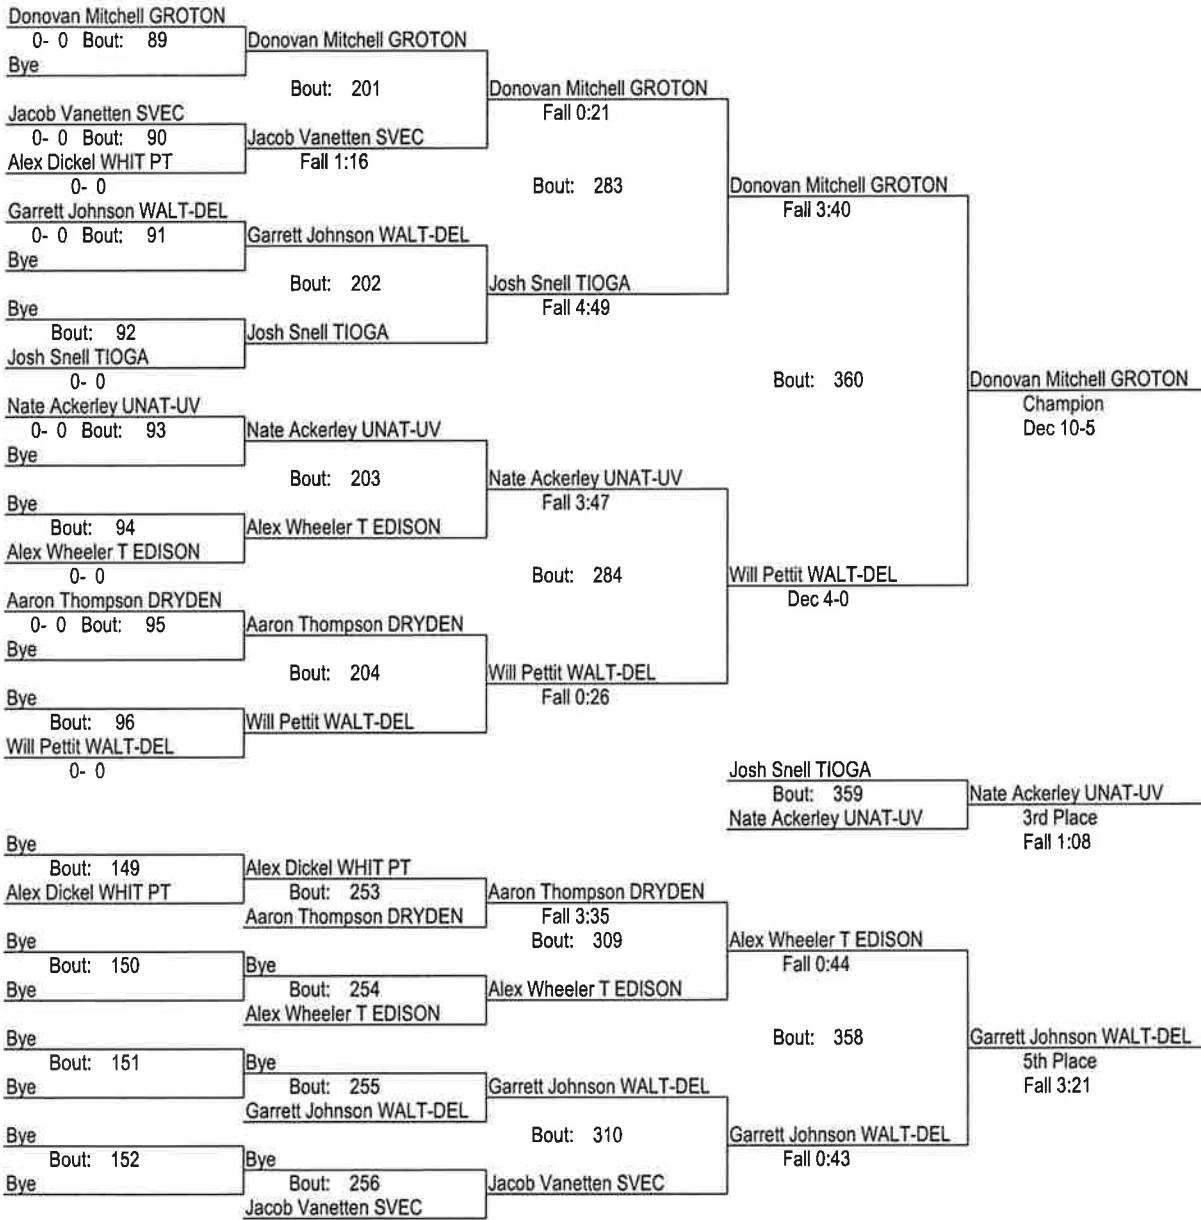 Donovan Mitchell GROTON
0- 0 Bout: 89
Bye
Jacob Vanetten SVEC
0- 0 Bout: 90
Alex Dickel WHIT PT
0- 0
Garrett Johnson WALT-DEL
0- 0 Bout: 91
Bye
Bye
Bout: 92
Josh Snell TIOGA
0- 0
Nate Ackerley UNAT-UV
0- 0 Bout: 93
Bye
Bye
Bout: 94
Alex Wheeler T EDISON
0- 0
Aaron Thompson DRYDEN
0- 0 Bout: 95
Bye
Bye
Bout: 96
Will Pettit WALT-DEL
0- 0
Donovan Mitchell GROTON
Bout: 201
Jacob Vanetten SVEC
Fall 1:16
Garrett Johnson WALT-DEL
Bout: 202
Josh Snell TIOGA
Nate Ackerley UNAT-UV
Bout: 203
Alex Wheeler T EDISON
Aaron Thompson DRYDEN
Bout: 204
Will Pettit WALT-DEL
Donovan Mitchell GROTON
Fall 0:21
Bout: 283
Josh Snell TIOGA
Fall 4:49
Nate Ackerley UNAT-UV
Fall 3:47
Bout: 284
Will Pettit WALT-DEL
Fall 0:26
Donovan Mitchell GROTON
Fall 3:40
Bout: 360
Will Pettit WALT-DEL
Dec 4-0
Donovan Mitchell GROTON
Champion
Dec 10-5
Josh Snell TIOGA
Bout: 359
Nate Ackerley UNAT-UV
Nate Ackerley UNAT-UV
3rd Place
Fall 1:08
Bye
Bout: 149
Alex Dickel WHIT PT
Bye
Bout: 150
Bye
Bye
Bout: 151
Bye
Bye
Bout: 152
Bye
Alex Dickel WHIT PT
Bout: 253
Aaron Thompson DRYDEN
Bye
Bout: 254
Alex Wheeler T EDISON
Bye
Bout: 255
Garrett Johnson WALT-DEL
Bye
Bout: 256
Jacob Vanetten SVEC
Aaron Thompson DRYDEN
Fall 3:35
Bout: 309
Alex Wheeler T EDISON
Garrett Johnson WALT-DEL
Bout: 310
Jacob Vanetten SVEC
Alex Wheeler T EDISON
Fall 0:44
Bout: 358
Garrett Johnson WALT-DEL
Fall 0:43
Garrett Johnson WALT-DEL
5th Place
Fall 3:21